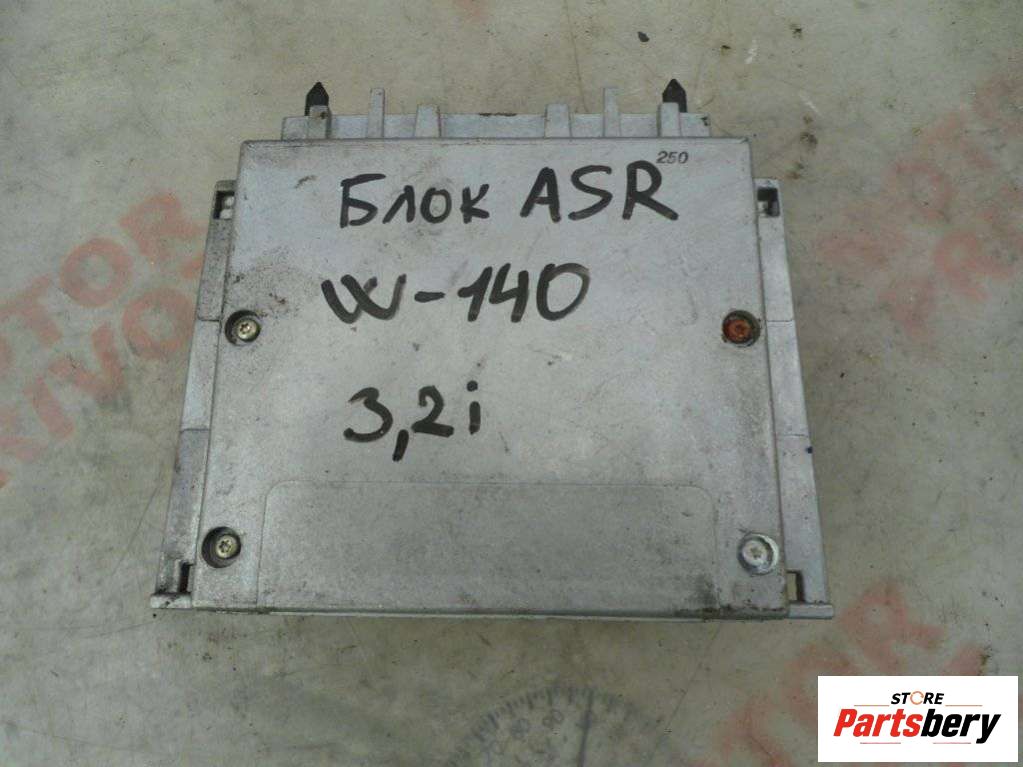 250
Блок ASR
W-140
3,2i
STORE
Partsbery